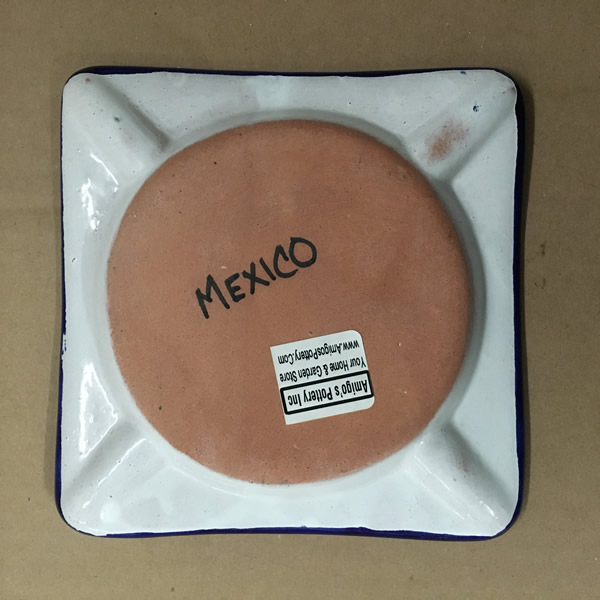 MEXICO
Amigo's Pottery Inc
Your Home & Garden Store
www.AmigosPottery.Com